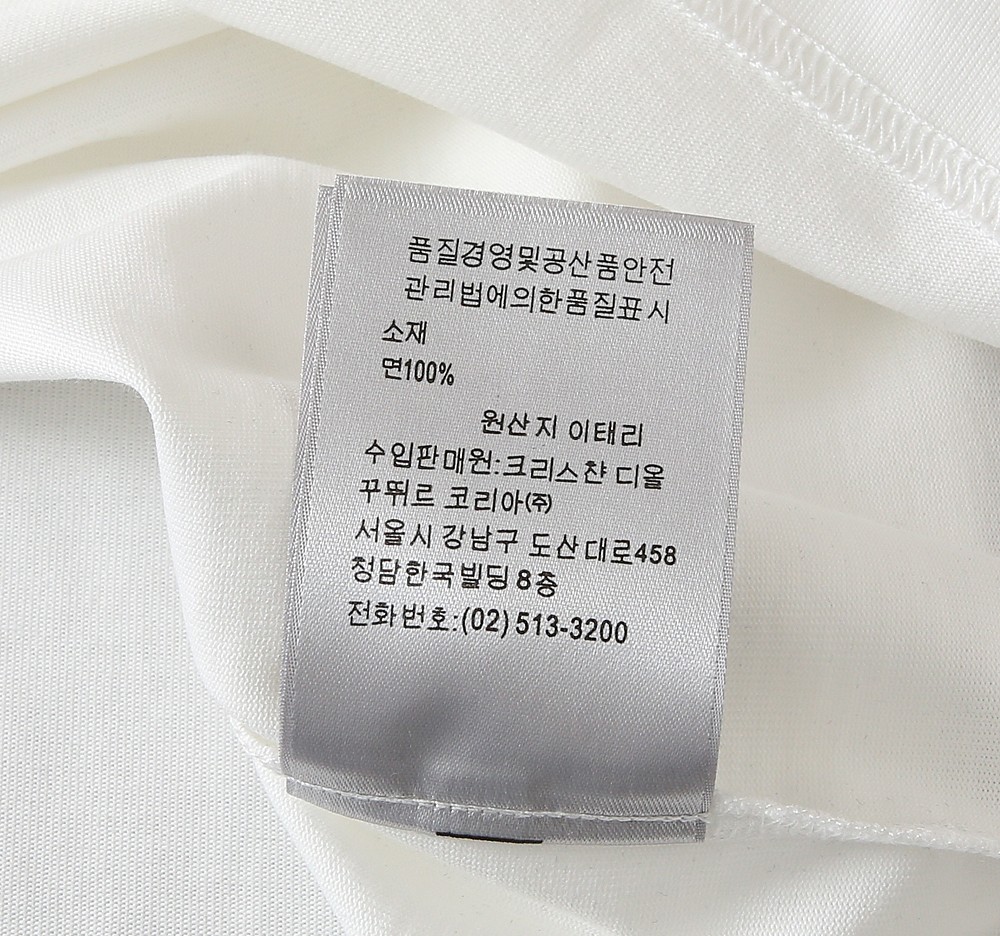 품질경영및공산품안전
관리법에의한품질표시
소재
면100%
원산지 이태리
수입판매원:크리스챤 디올
꾸뛰르 코리아㈜
서울시 강남구 도산대로458
청담한국빌딩 8층
전화번호:(02) 513-3200